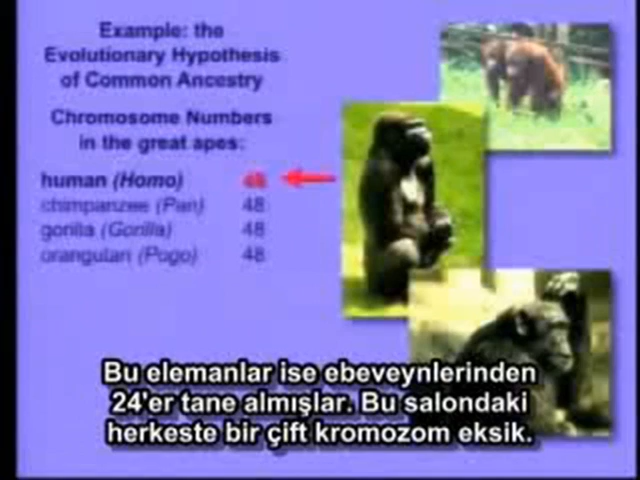 Example: the
Evolutionary Hypothesis
of Common Ancestry
Chromosome Numbers
in the great apes:
human (Homo) 46
chimpanzee (Pan) 48
gorilla (Gorilla) 48
orangutan (Pogo) 48
Bu elemanlar ise ebeveynlerinden
24'er tane almışlar. Bu salondaki
herkeste bir çift kromozom eksik.